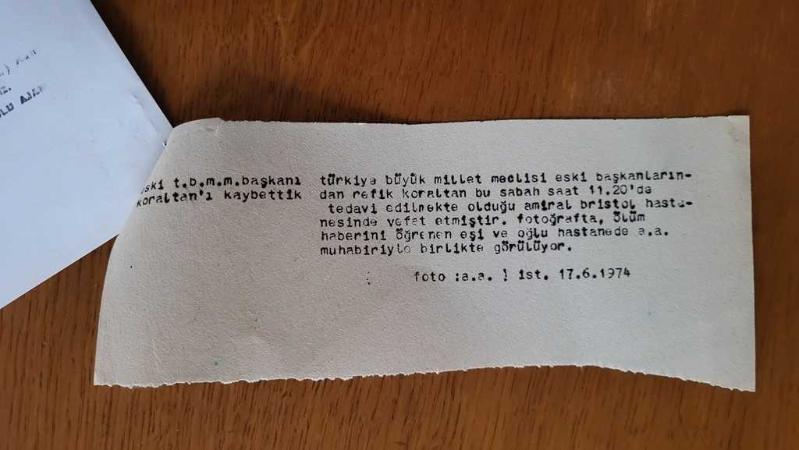 eski t.b.m.m.başkanı
koraltan'ı kaybettik
türkiye büyük millet meclisi eski başkanların-
dan refik koraltan bu sabah saat 11.20'de
tedavi edilmekte olduğu amiral bristol hasta-
nesinde vefat etmiştir. fotoğrafta, ölüm
haberini öğrenen eşi ve oğlu hastanede a.a.
muhabiriyle birlikte görülüyor.
foto :a.a. ! ist. 17.6.1974